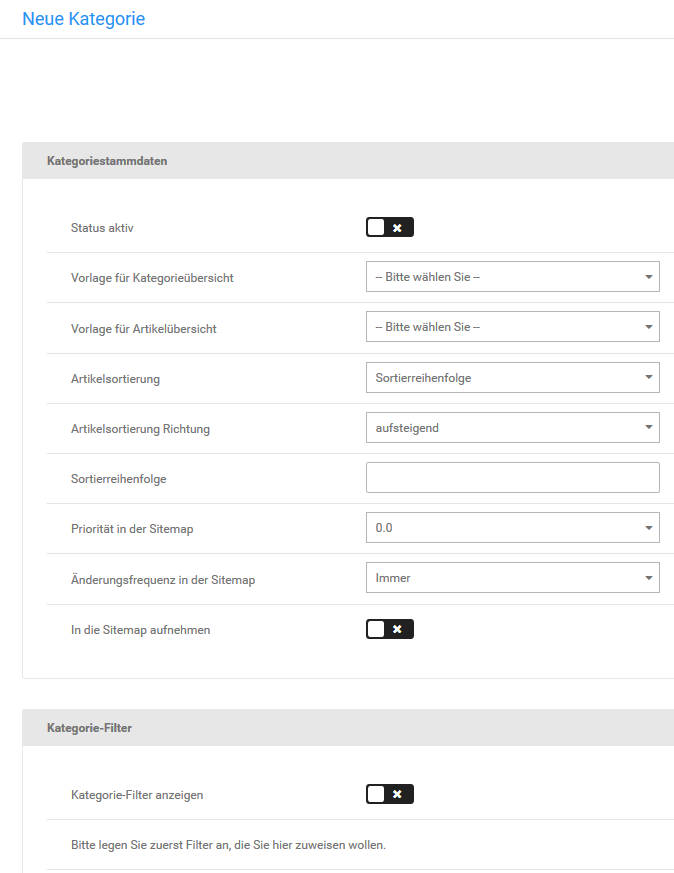 Neue Kategorie
Kategoriestammdaten
Status aktiv
Vorlage für Kategorieübersicht -- Bitte wählen Sie --
Vorlage für Artikelübersicht -- Bitte wählen Sie --
Artikelsortierung Sortierreihenfolge
Artikelsortierung Richtung aufsteigend
Sortierreihenfolge
Priorität in der Sitemap 0.0
Änderungsfrequenz in der Sitemap Immer
In die Sitemap aufnehmen
Kategorie-Filter
Kategorie-Filter anzeigen
Bitte legen Sie zuerst Filter an, die Sie hier zuweisen wollen.